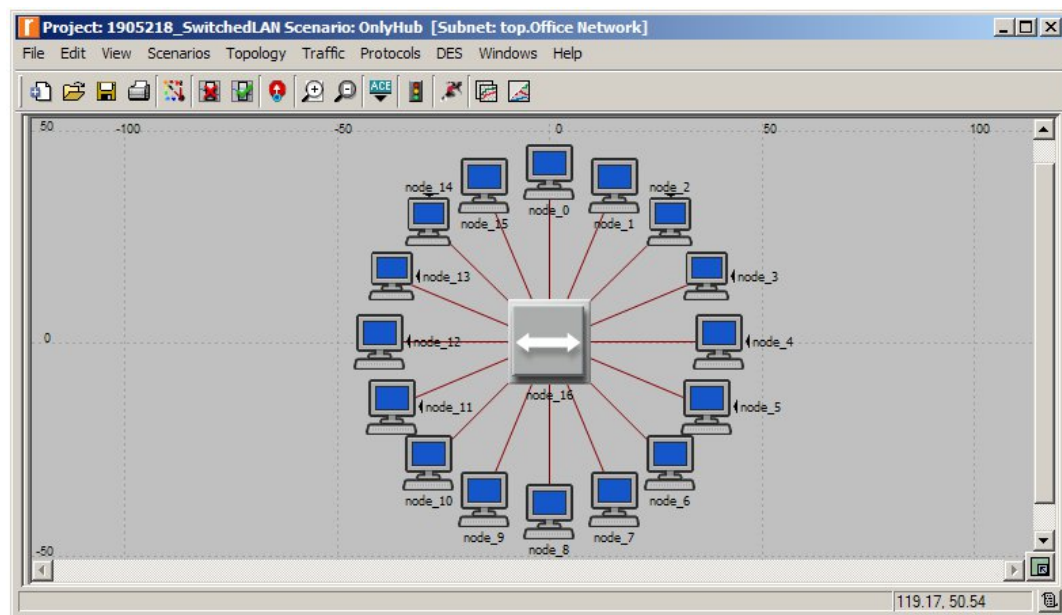 Project: 1905218_SwitchedLAN Scenario: OnlyHub [Subnet: top.Office Network]
File Edit View Scenarios Topology Traffic Protocols DES Windows Help
ACE
50 -100 -50 0 50 100
node_14 node_2
node_15 node_0 node_1
node_13 node_3
0 node_12 node_4
node_16
node_11 node_5
node_10 node_6
node_9 node_8 node_7
-50
119.17, 50.54